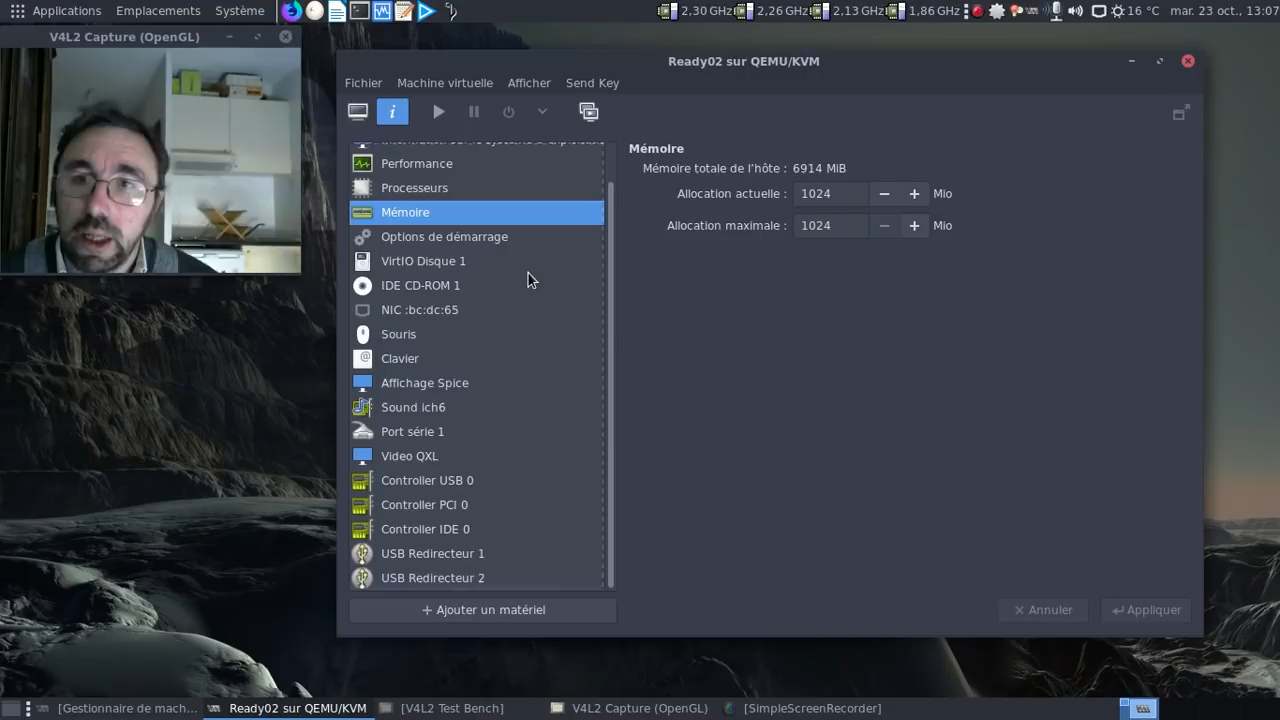 Applications Emplacements Système
2,30 GHz 2,26 GHz 2,13 GHz 1,86 GHz 16 °C mar. 23 oct., 13:07
V4L2 Capture (OpenGL)
Ready02 sur QEMU/KVM
Fichier Machine virtuelle Afficher Send Key
Performance
Processeurs
Mémoire
Options de démarrage
VirtIO Disque 1
IDE CD-ROM 1
NIC :bc:dc:65
Souris
Clavier
Affichage Spice
Sound ich6
Port série 1
Video QXL
Controller USB 0
Controller PCI 0
Controller IDE 0
USB Redirecteur 1
USB Redirecteur 2
Ajouter un matériel
Mémoire
Mémoire totale de l’hôte : 6914 MiB
Allocation actuelle : 1024 Mio
Allocation maximale : 1024 Mio
Annuler Appliquer
[Gestionnaire de mach... Ready02 sur QEMU/KVM [V4L2 Test Bench] V4L2 Capture (OpenGL) [SimpleScreenRecorder]